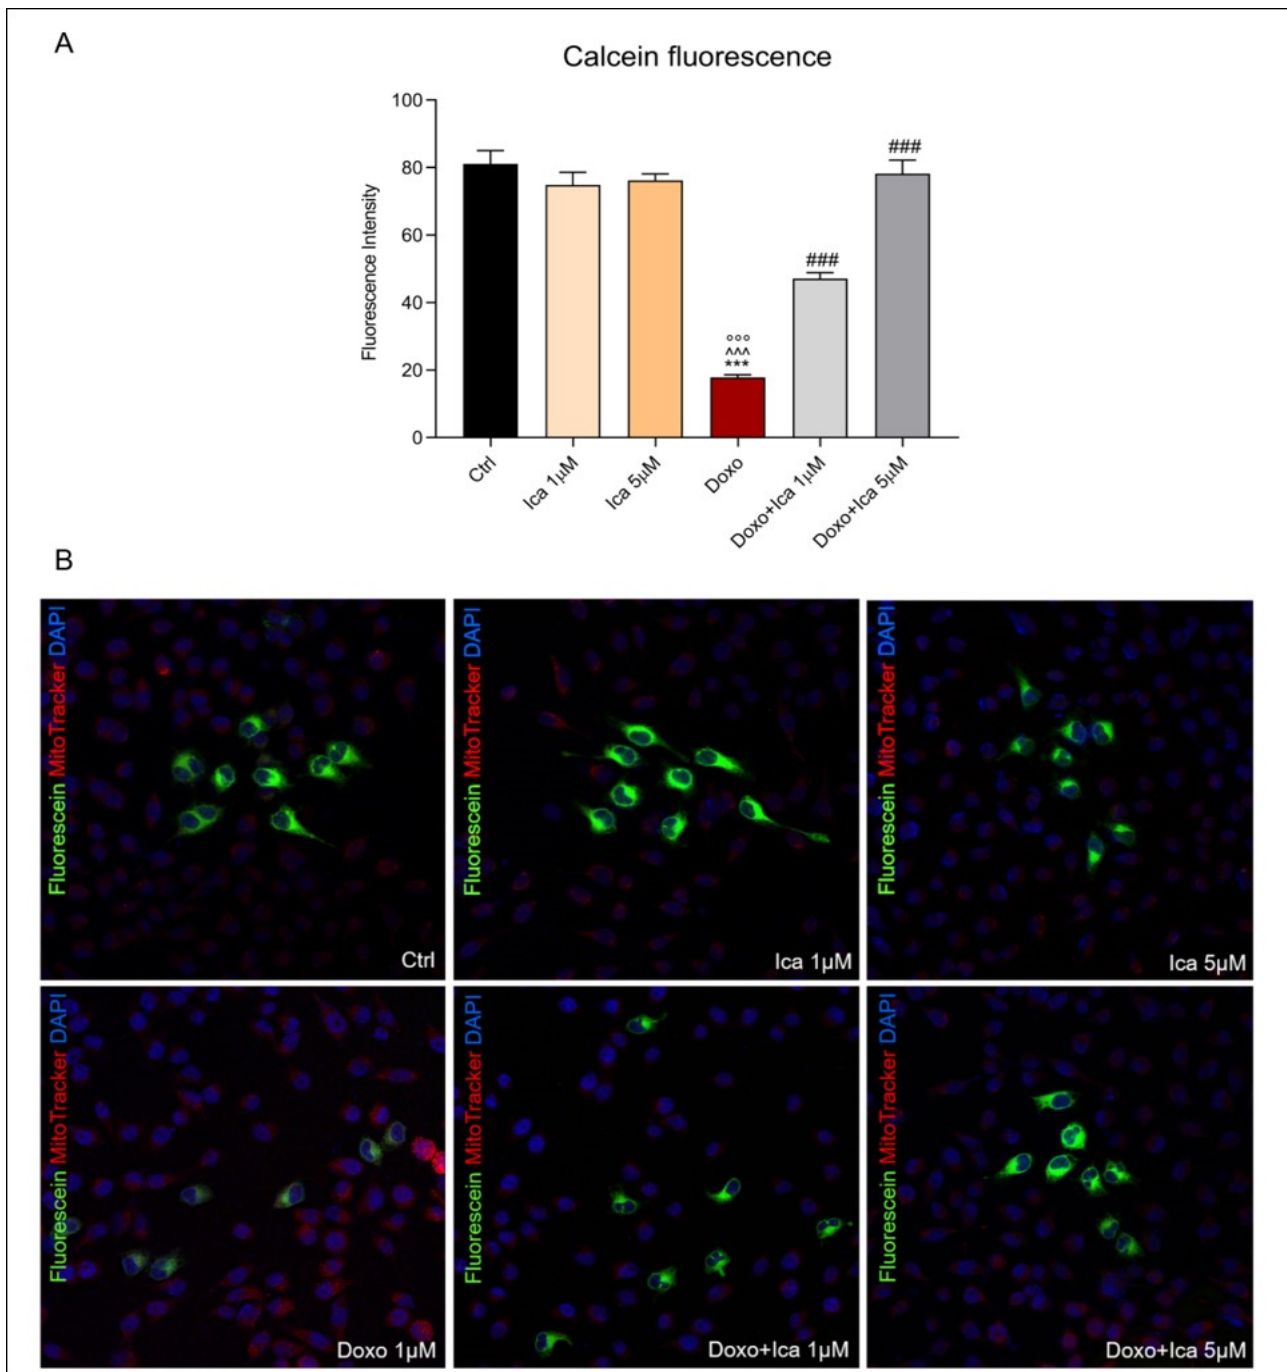 A
Calcein fluorescence
Fluorescence Intensity
100
80
60
40
20
0
###
###
°°°
^^^
***
Ctrl
Ica 1µM
Ica 5µM
Doxo
Doxo+Ica 1µM
Doxo+Ica 5µM
B
Fluorescein MitoTracker DAPI
Ctrl
Fluorescein MitoTracker DAPI
Ica 1µM
Fluorescein MitoTracker DAPI
Ica 5µM
Fluorescein MitoTracker DAPI
Doxo 1µM
Fluorescein MitoTracker DAPI
Doxo+Ica 1µM
Fluorescein MitoTracker DAPI
Doxo+Ica 5µM